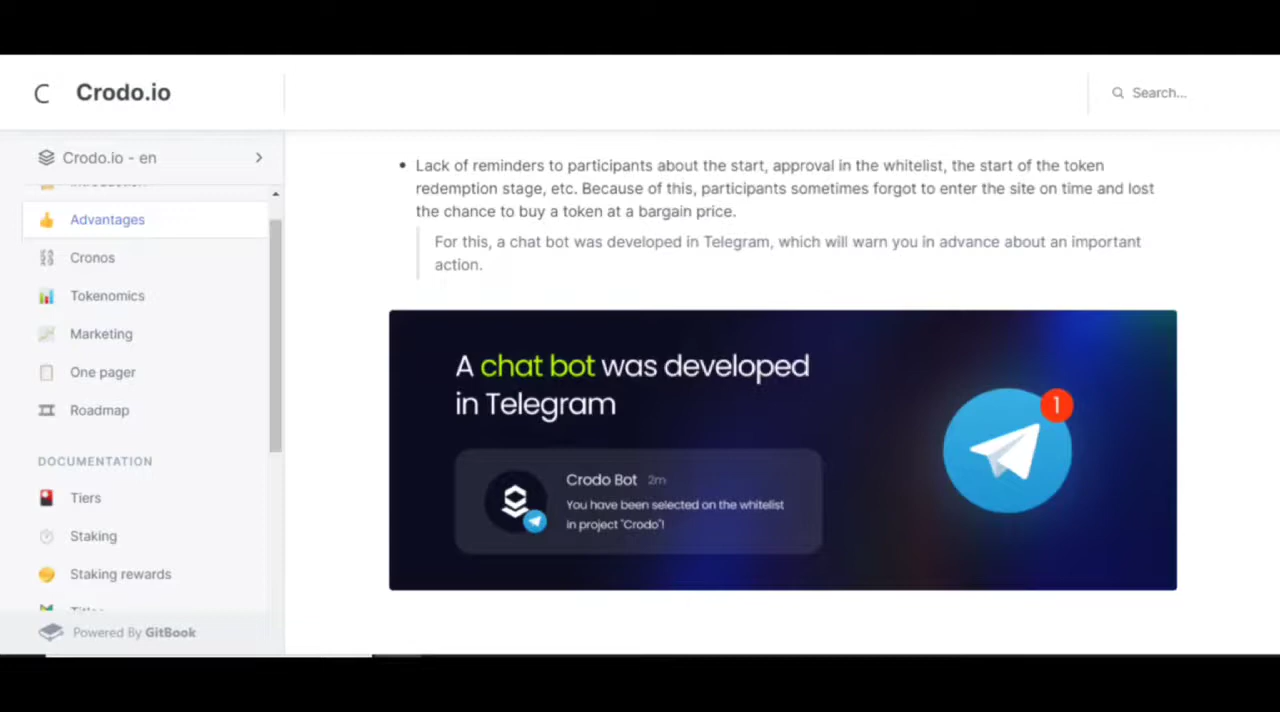 C Crodo.io
Search...
Crodo.io - en
Advantages
Cronos
Tokenomics
Marketing
One pager
Roadmap
DOCUMENTATION
Tiers
Staking
Staking rewards
Powered By GitBook
Lack of reminders to participants about the start, approval in the whitelist, the start of the token
redemption stage, etc. Because of this, participants sometimes forgot to enter the site on time and lost
the chance to buy a token at a bargain price.
For this, a chat bot was developed in Telegram, which will warn you in advance about an important
action.
A chat bot was developed
in Telegram
1
Crodo Bot 2m
You have been selected on the whitelist
in project "Crodo"!